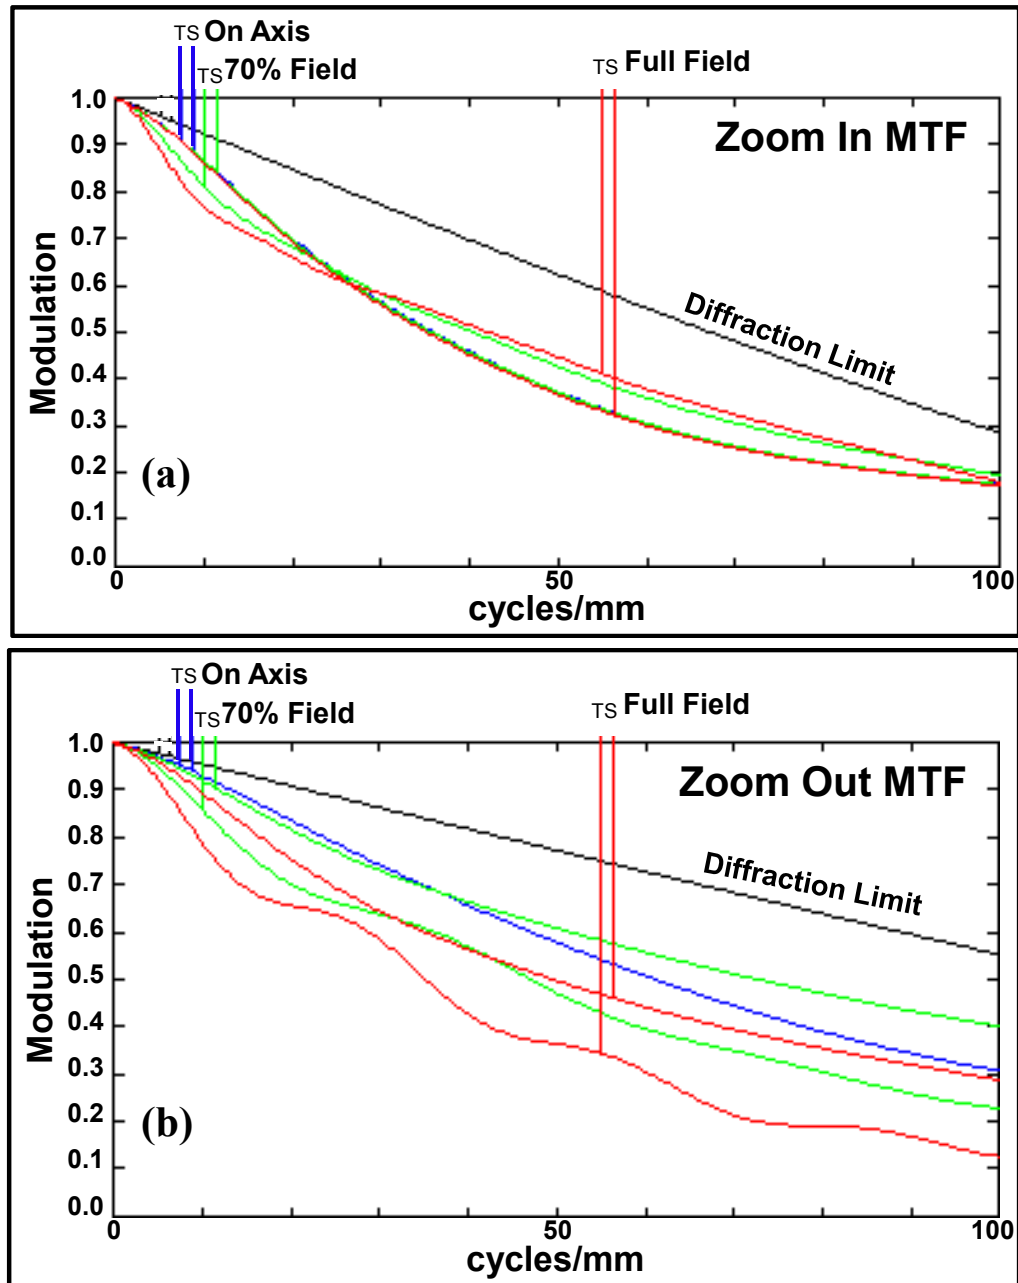 TS On Axis
TS 70% Field
TS Full Field
1.0
Zoom In MTF
0.9
0.8
0.7
0.6
Diffraction Limit
0.5
0.4
0.3
0.2
(a)
0.1
0.0
Modulation
0 50 100
cycles/mm
TS On Axis
TS 70% Field
TS Full Field
1.0
Zoom Out MTF
0.9
0.8
Diffraction Limit
0.7
0.6
0.5
0.4
0.3
0.2
(b)
0.1
0.0
Modulation
0 50 100
cycles/mm